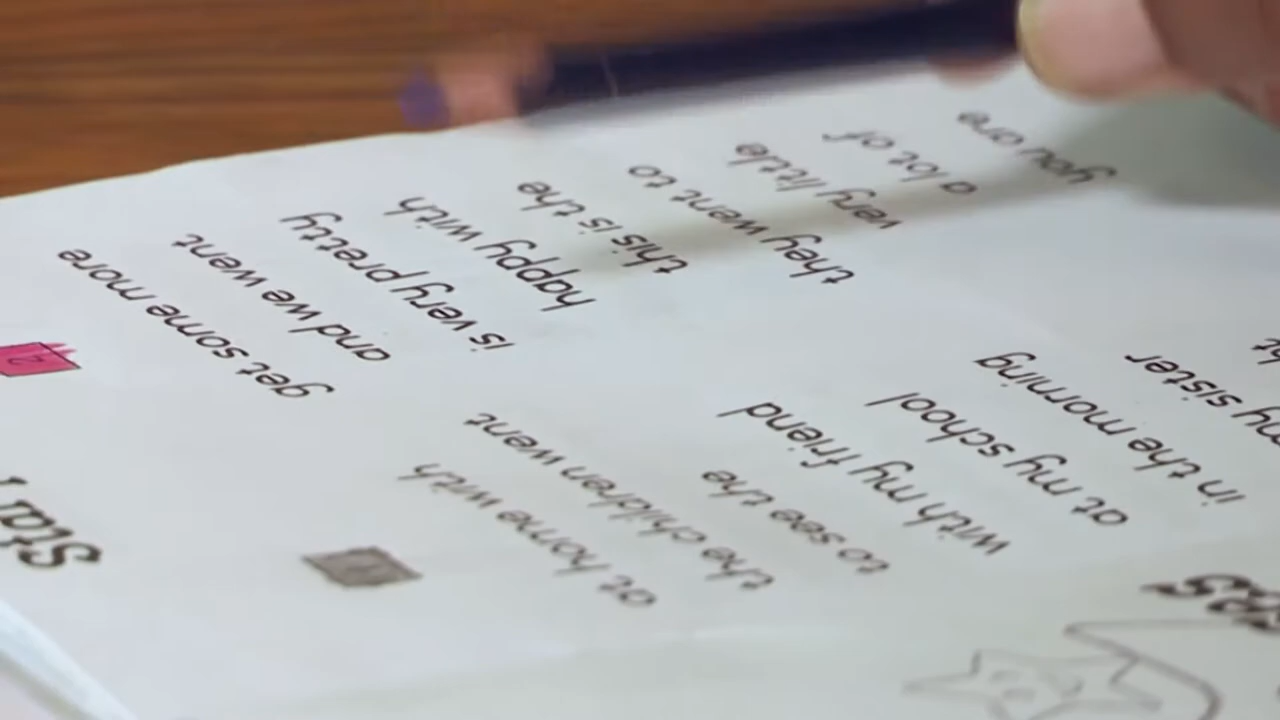 Star
at home with
the children went
to see the
with my friend
at my school
in the morning
my sister
2
get some more
and we went
is very pretty
happy with
this is the
they went to
very little
a lot of
you are